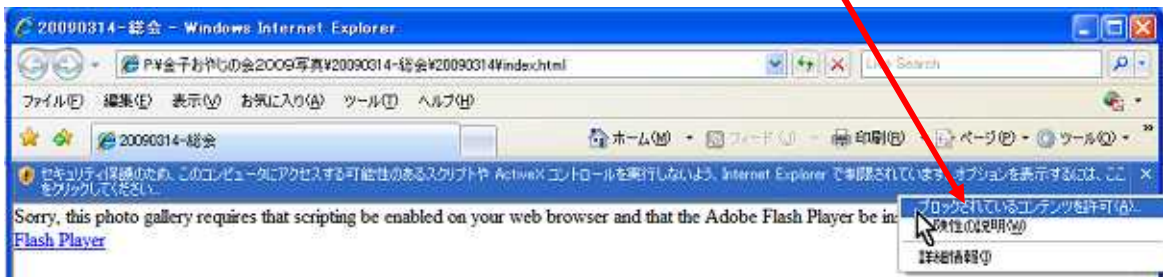 20090314-総会 - Windows Internet Explorer
P:¥金子おやじの会2009写真¥20090314-総会¥20090314¥index.html
Live Search
ファイル(F) 編集(E) 表示(V) お気に入り(A) ツール(T) ヘルプ(H)
20090314-総会
ホーム(M) フィード(J) 印刷(R) ページ(P) ツール(O)
セキュリティ保護のため、このコンピュータにアクセスする可能性のあるスクリプトや ActiveX コントロールを実行しないよう、Internet Explorer で制限されています。オプションを表示するには、ここ
をクリックしてください...
Sorry, this photo gallery requires that scripting be enabled on your web browser and that the Adobe Flash Player be
Flash Player
ブロックされているコンテンツを許可(A)...
険性の説明(W)
詳細情報(I)